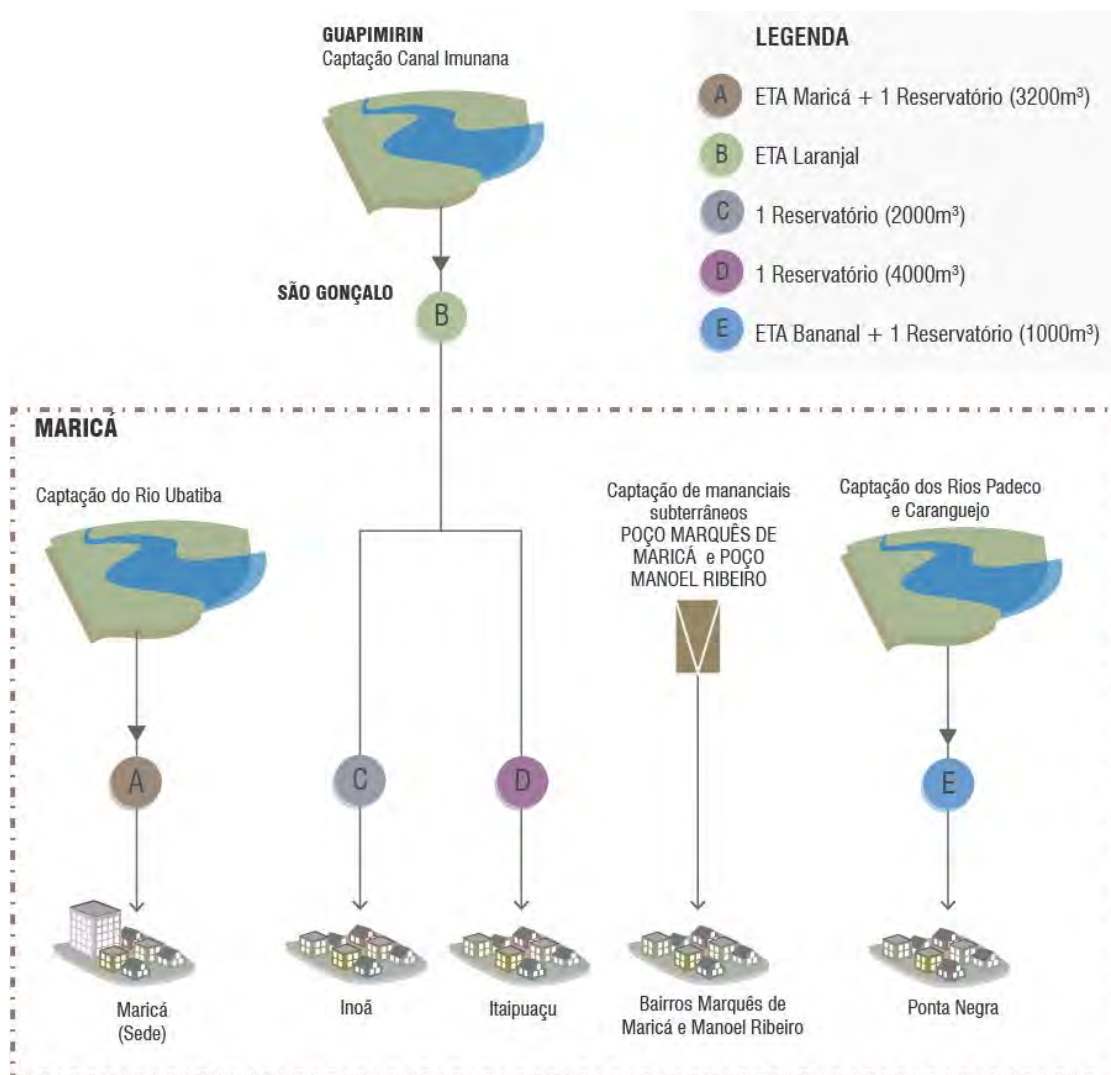 GUAPIMIRIN
Captação Canal Imunana
LEGENDA
A ETA Maricá + 1 Reservatório (3200m³)
B ETA Laranjal
C 1 Reservatório (2000m³)
D 1 Reservatório (4000m³)
E ETA Bananal + 1 Reservatório (1000m³)
SÃO GONÇALO
B
MARICÁ
Captação do Rio Ubatiba
Captação de mananciais
subterrâneos
POÇO MARQUÊS DE
MARICÁ e POÇO
MANOEL RIBEIRO
Captação dos Rios Padeco
e Caranguejo
A
C
D
E
Maricá
(Sede)
Inoã
Itaipuaçu
Bairros Marquês de
Maricá e Manoel Ribeiro
Ponta Negra